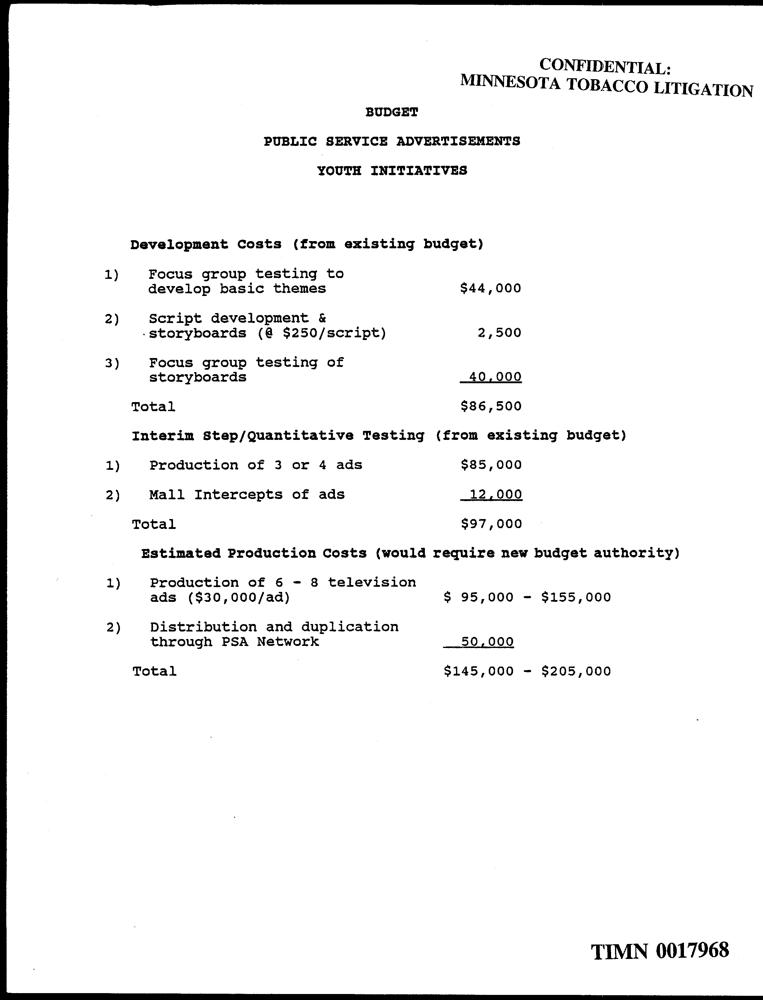 CONFIDENTIAL:
MINNESOTA TOBACCO LITIGATION
BUDGET
PUBLIC SERVICE ADVERTISEMENTS
YOUTH INITIATIVES
Development Costs (from existing budget)
1) Focus group testing to
develop basic themes $44,000
2) Script development &
storyboards (@ $250/script) 2,500
3) Focus group testing of
storyboards 40,000
Total $86,500
Interim Step/Quantitative Testing (from existing budget)
1) Production of 3 or 4 ads $85,000
2) Mall Intercepts of ads 12,000
Total $97,000
Estimated Production Costs (would require new budget authority)
1) Production of 6 - 8 television
ads ($30,000/ad) $ 95,000 - $155,000
2) Distribution and duplication
through PSA Network 50,000
Total $145,000 - $205,000
TIMN 0017968